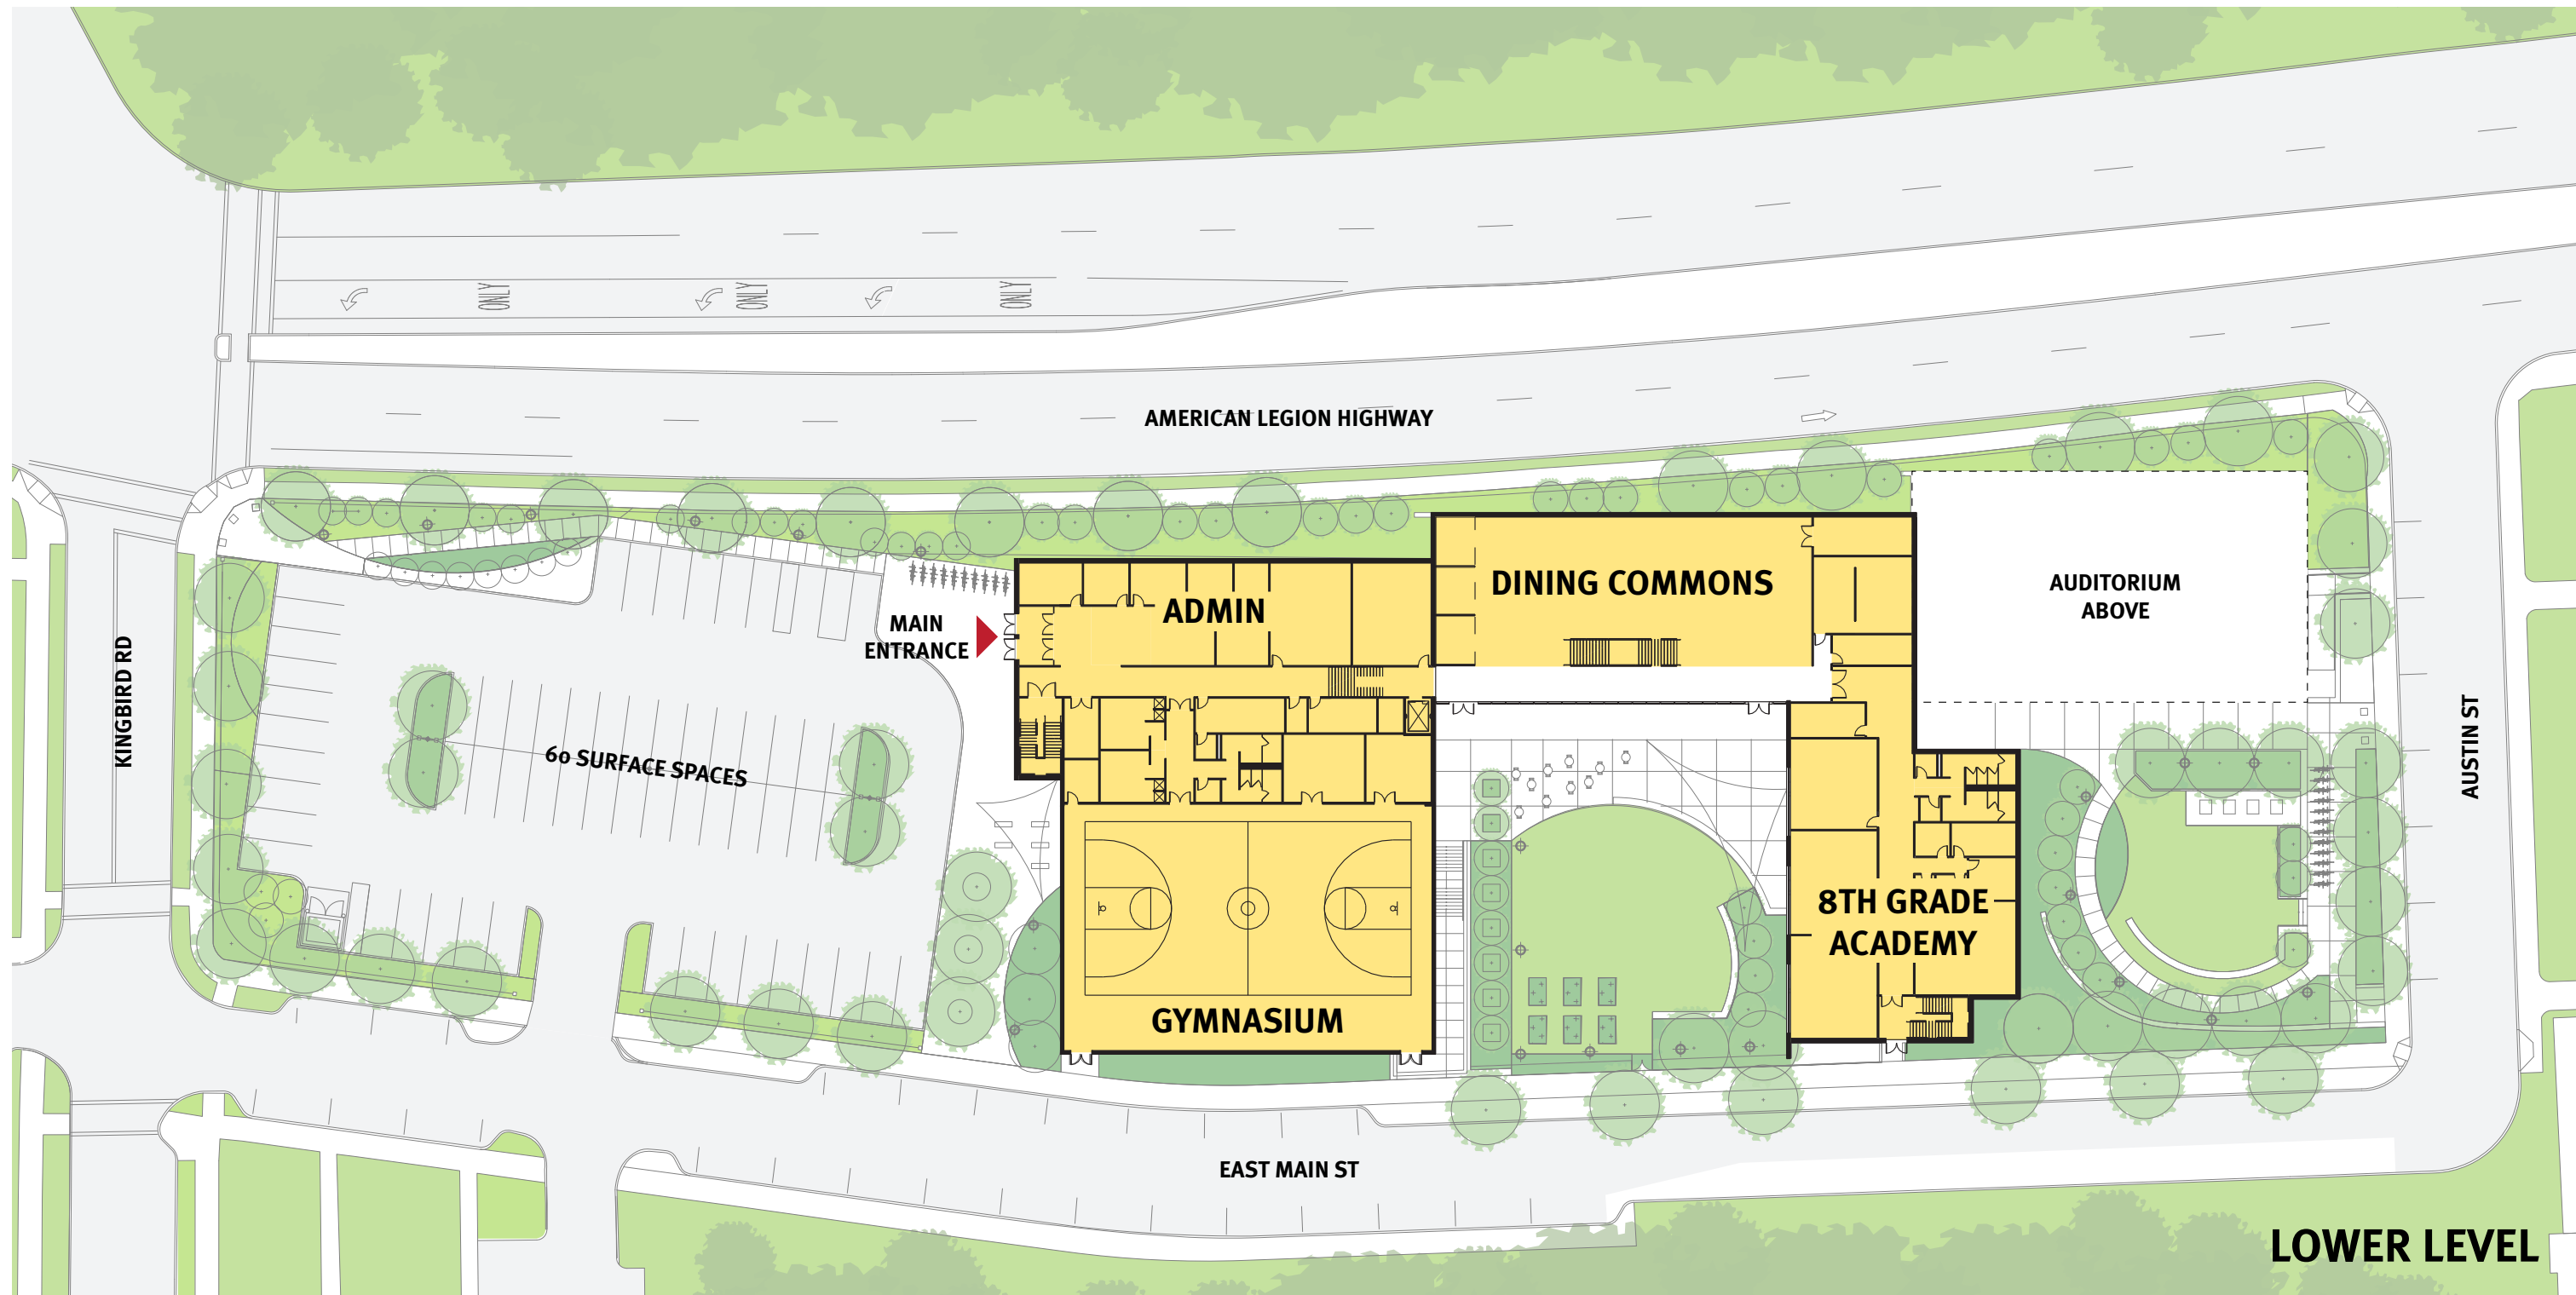 ONLY
ONLY
ONLY
AMERICAN LEGION HIGHWAY
DINING COMMONS
AUDITORIUM
ABOVE
ADMIN
MAIN
ENTRANCE
KINGBIRD RD
60 SURFACE SPACES
AUSTIN ST
8TH GRADE
ACADEMY
GYMNASIUM
EAST MAIN ST
LOWER LEVEL